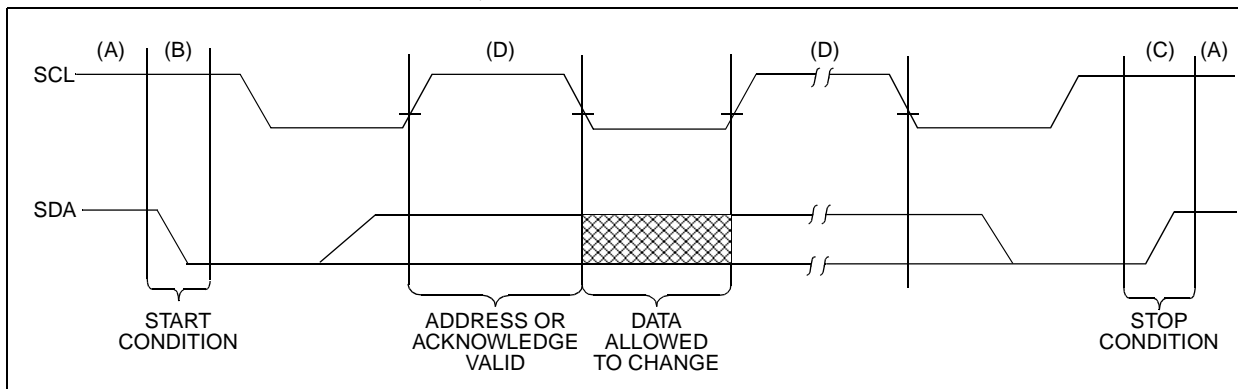 (A) (B) (D) (D) (C) (A)
SCL
SDA
START
CONDITION
ADDRESS OR
ACKNOWLEDGE
VALID
DATA
ALLOWED
TO CHANGE
STOP
CONDITION